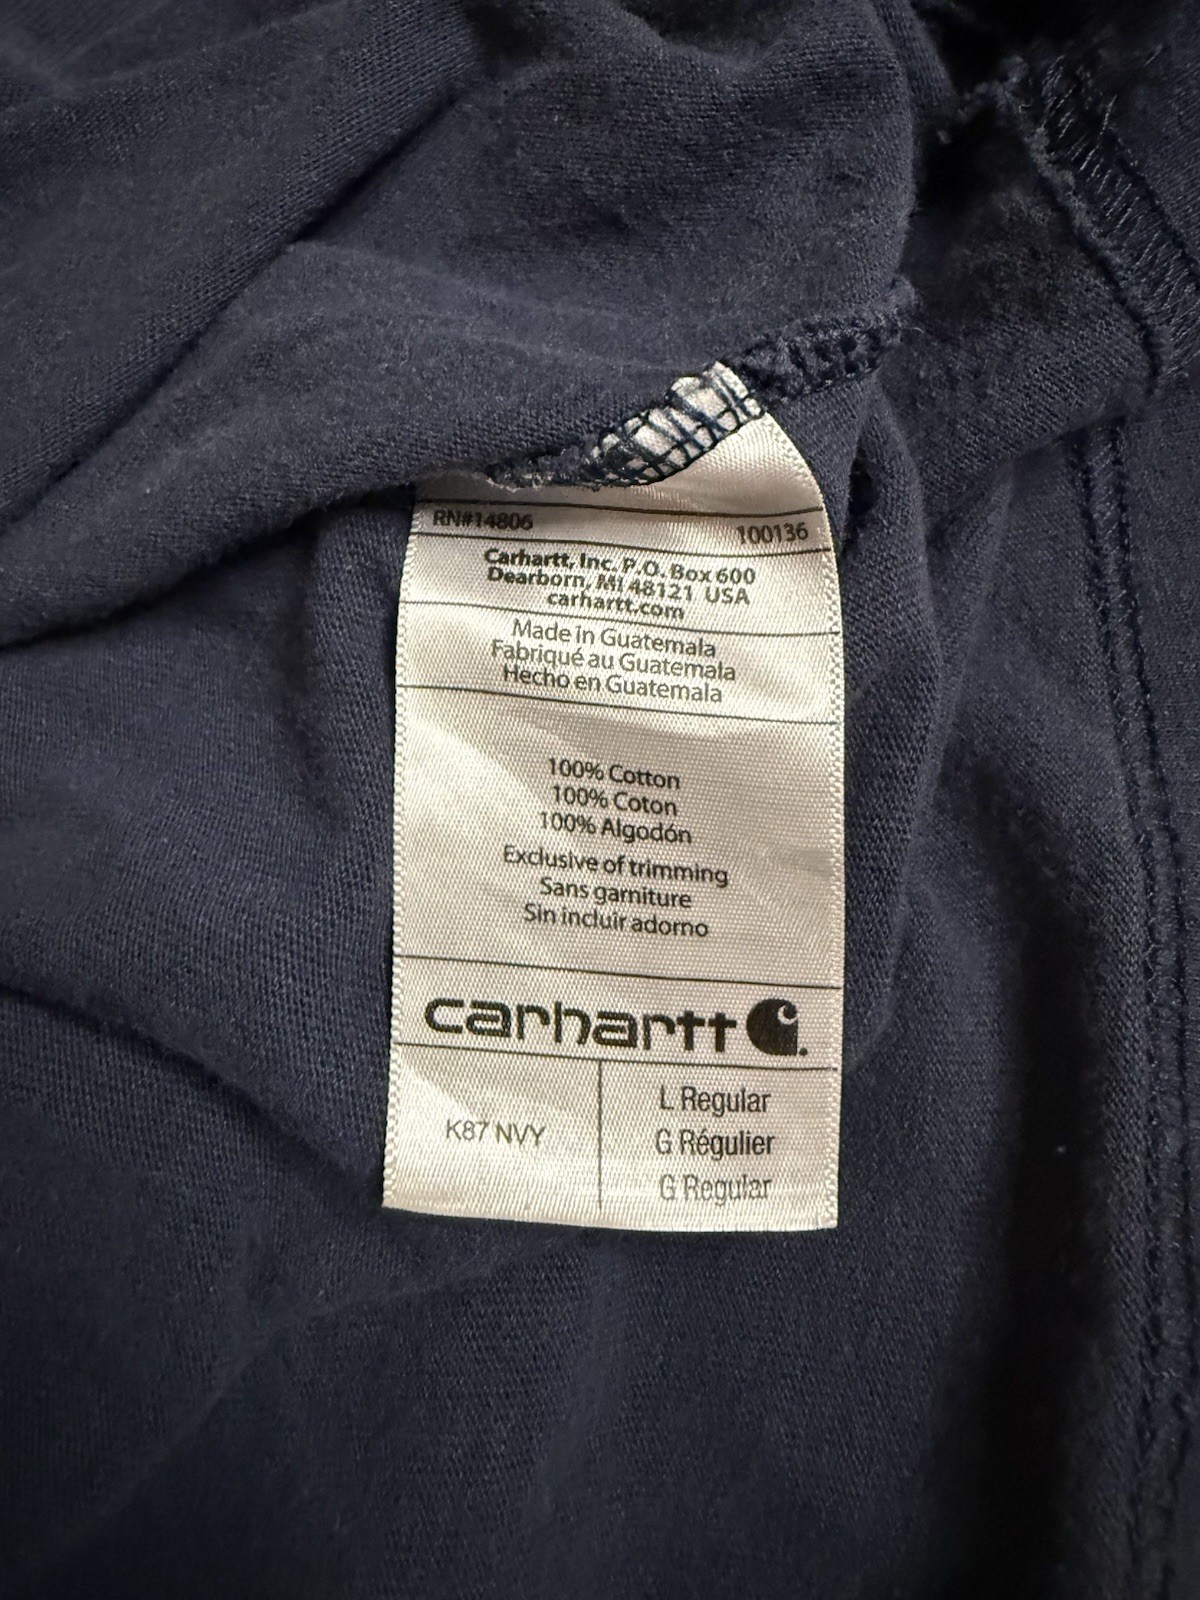 RN#14806 100136
Carhartt, Inc. P.O. Box 600
Dearborn, MI 48121 USA
carhartt.com
Made in Guatemala
Fabriqué au Guatemala
Hecho en Guatemala
100% Cotton
100% Coton
100% Algodón
Exclusive of trimming
Sans garniture
Sin incluir adorno
carhartt
K87 NVY
L Regular
G Régulier
G Regular